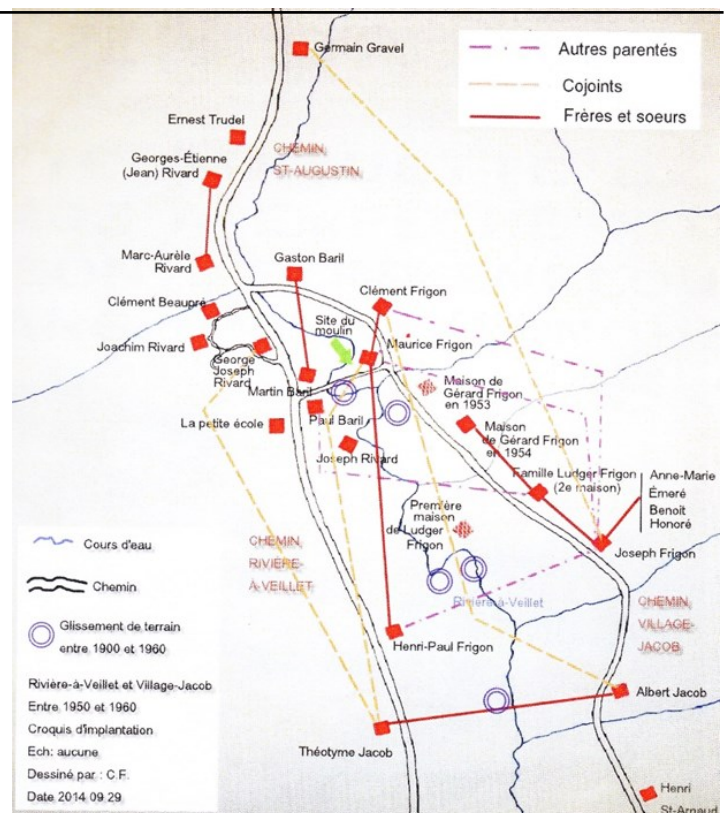 Germain Gravel
Autres parentés
Cojoints
Frères et soeurs
Ernest Trudel
CHEMIN
ST-AUGUSTIN
Georges-Étienne
(Jean) Rivard
Marc-Aurèle
Rivard
Gaston Baril
Clément Frigon
Clément Beaupré
Site du
moulin
Maurice Frigon
Joachim Rivard
George
Joseph
Rivard
Martin Baril
Maison de
Gérard Frigon
en 1953
La petite école
Paul Baril
Maison
de Gérard Frigon
en 1954
Joseph Rivard
Famille Ludger Frigon
(2e maison)
Anne-Marie
Émeré
Benoit
Honoré
Première
maison
de Ludger
Frigon
Joseph Frigon
Cours d'eau
Chemin
CHEMIN
RIVIÈRE-
À-VEILLET
Rivière-à-Veillet
CHEMIN
VILLAGE-
JACOB
Glissement de terrain
entre 1900 et 1960
Henri-Paul Frigon
Rivière-à-Veillet et Village-Jacob
Entre 1950 et 1960
Croquis d'implantation
Ech: aucune
Dessiné par : C.F.
Date 2014 09.29
Albert Jacob
Théotyme Jacob
Henri
St-Arnaud